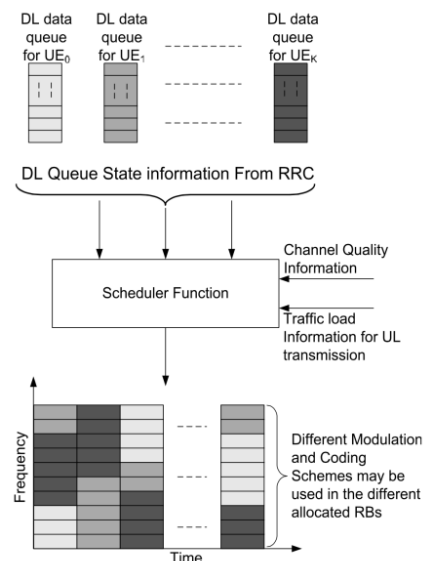 DL data
queue
for UE₀
DL data
queue
for UE₁
DL data
queue
for UEₖ
DL Queue State information From RRC
Scheduler Function
Channel Quality
Information
Traffic load
Information for UL
transmission
Frequency
Time
Different Modulation
and Coding
Schemes may be
used in the different
allocated RBs